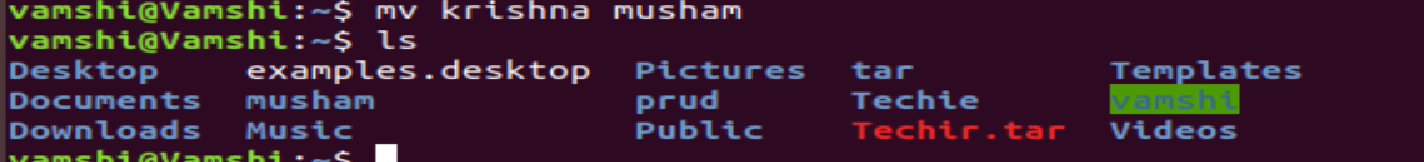 vamshi@Vamshi:~$ mv krishna musham
vamshi@Vamshi:~$ ls
Desktop    examples.desktop  Pictures  tar         Templates
Documents  musham            prud      Techie      vamshi
Downloads  Music             Public    Techir.tar  Videos
vamshi@Vamshi:~$